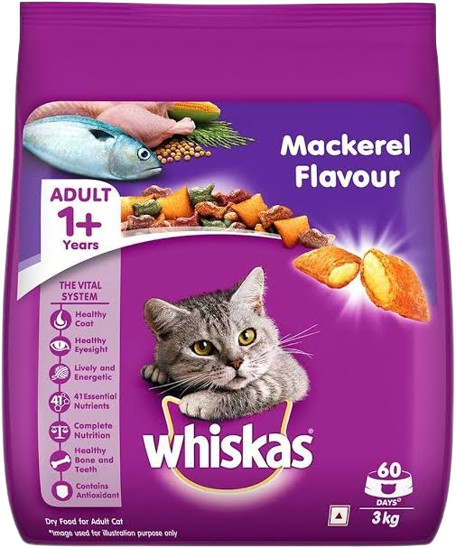 Mackerel
Flavour
ADULT
1+
Years
THE VITAL
SYSTEM
Healthy
Coat
Healthy
Eyesight
Lively and
Energetic
41
41 Essential
Nutrients
Complete
Nutrition
Healthy
Bone and
Teeth
Contains
Antioxidant
whiskas
60
DAYS
3kg
Dry Food for Adult Cat
*Image used for illustration purpose only